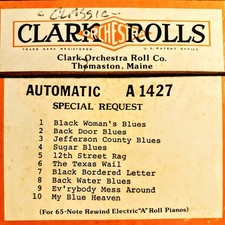 CLASSIC
CLARK ORCHESTRA ROLLS
TRADE MARK REGISTERED U.S. PATENT OFFICE
Clark Orchestra Roll Co.
Thomaston, Maine
AUTOMATIC A 1427
SPECIAL REQUEST
1 Black Woman's Blues
2 Back Door Blues
3 Jefferson County Blues
4 Sugar Blues
5 12th Street Rag
6 The Texas Wail
7 Black Bordered Letter
8 Back Water Blues
9 Ev'rybody Mess Around
10 My Blue Heaven
(For 65-Note Rewind Electric "A" Roll Pianos)